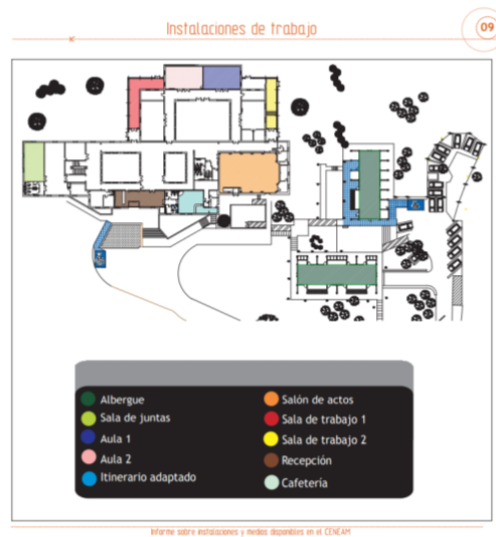 Instalaciones de trabajo
09
Albergue
Sala de juntas
Aula 1
Aula 2
Itinerario adaptado
Salón de actos
Sala de trabajo 1
Sala de trabajo 2
Recepción
Cafetería
Informe sobre instalaciones y medios disponibles en el CENEAM